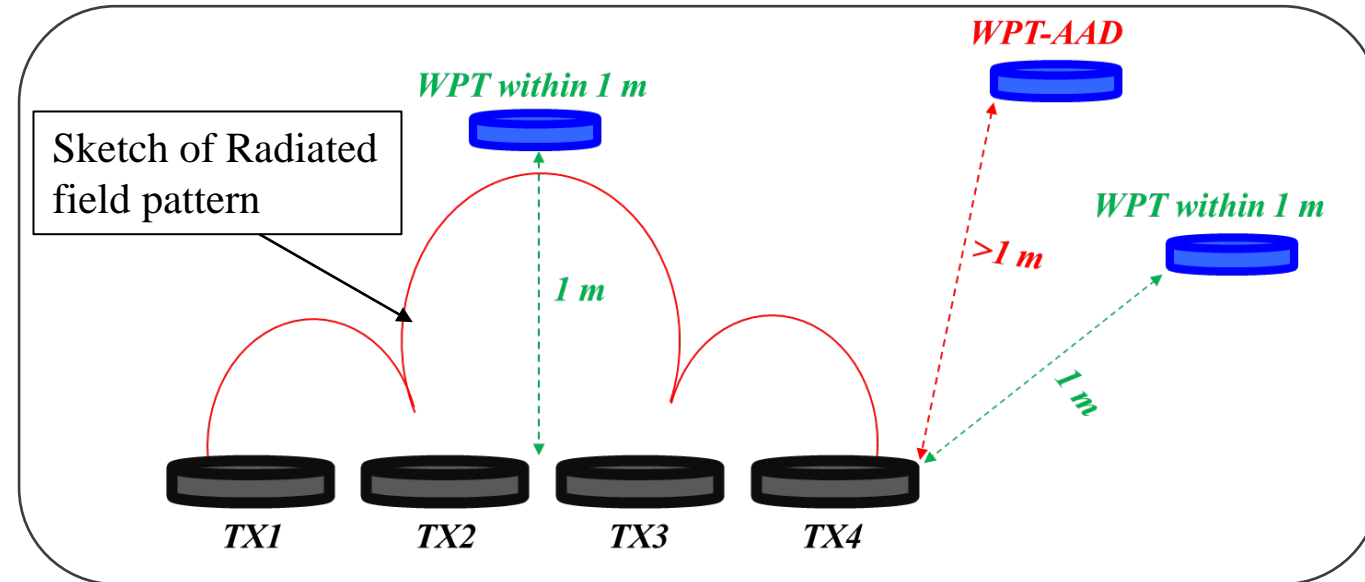 WPT-AAD
WPT within 1 m
Sketch of Radiated
field pattern
WPT within 1 m
>1 m
1 m
1 m
TX1 TX2 TX3 TX4